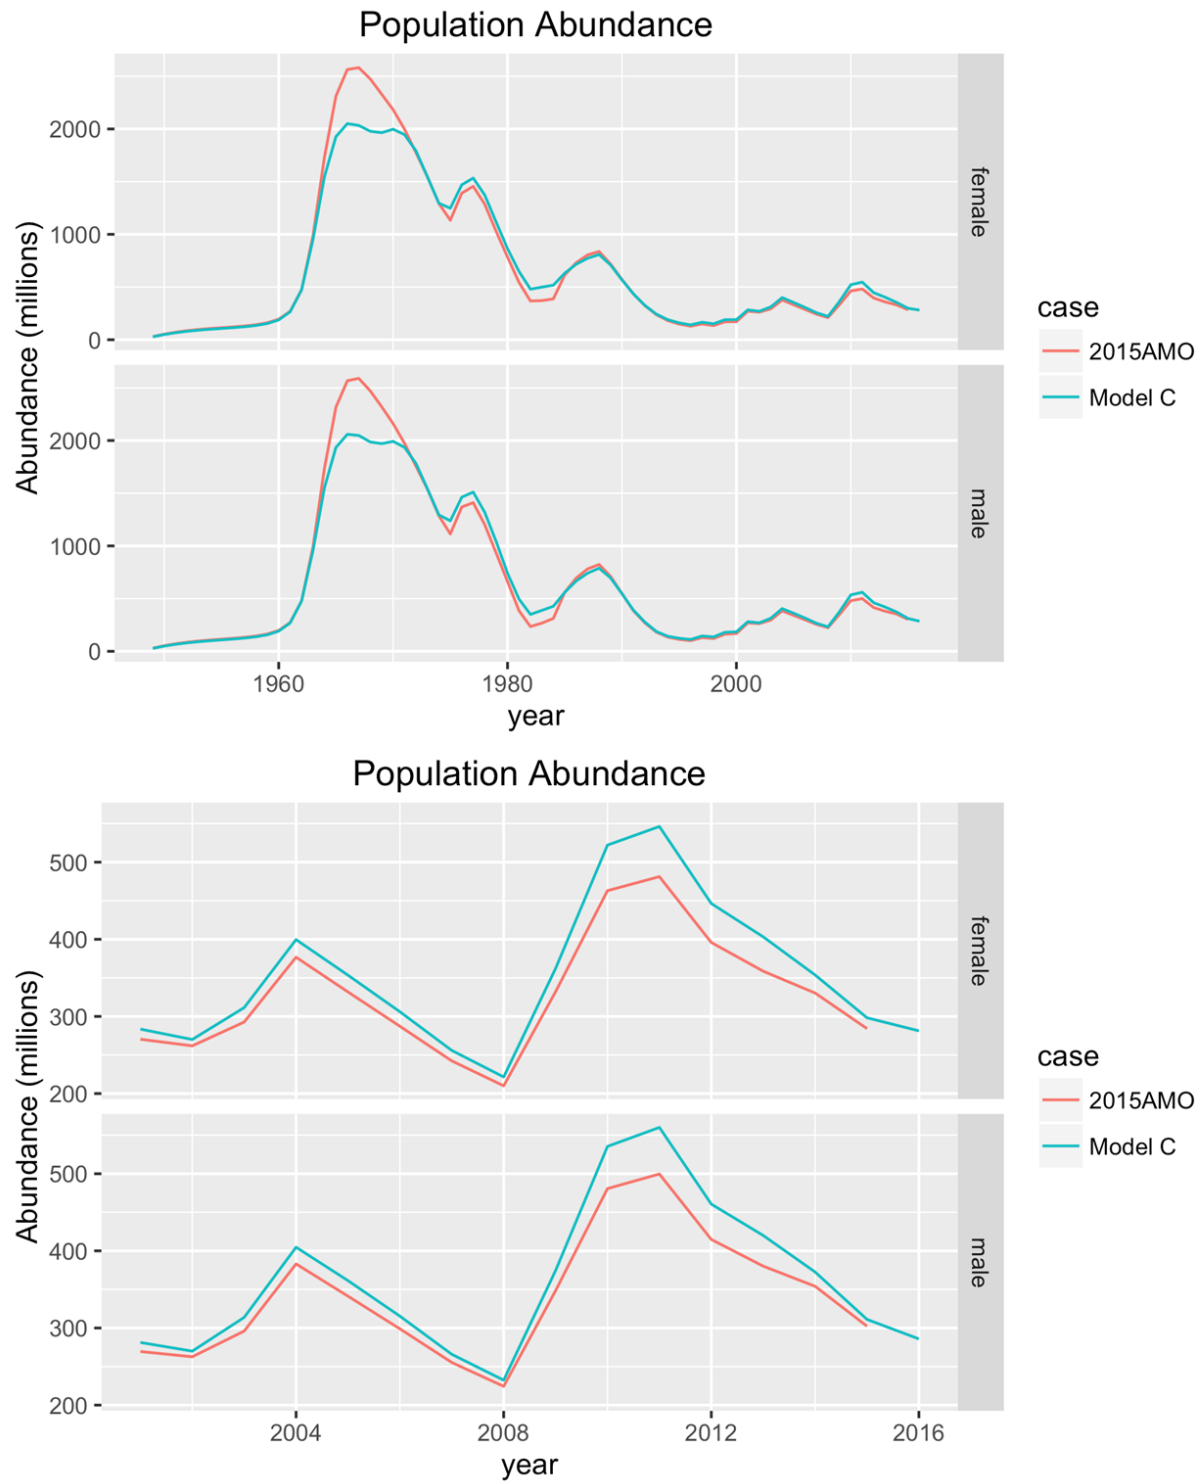 Population Abundance
2000
1000
0
female
2000
1000
0
male
Abundance (millions)
1960 1980 2000
year
case
2015AMO
Model C
Population Abundance
500
400
300
200
female
500
400
300
200
male
Abundance (millions)
2004 2008 2012 2016
year
case
2015AMO
Model C